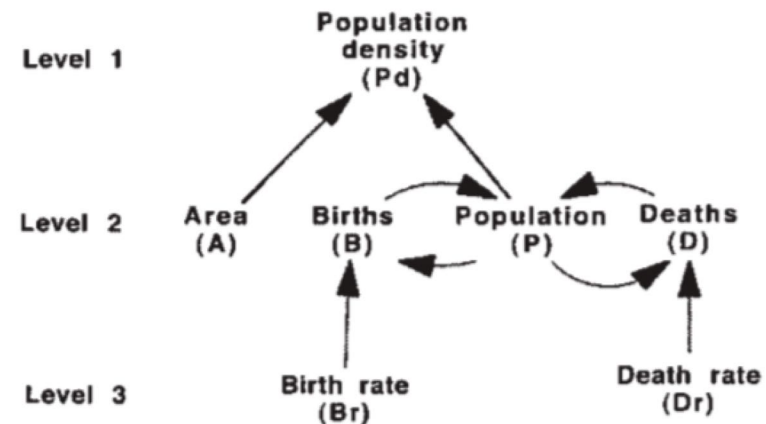 Population
density
(Pd)
Level 1
Area
(A)
Births
(B)
Population
(P)
Deaths
(D)
Level 2
Birth rate
(Br)
Death rate
(Dr)
Level 3